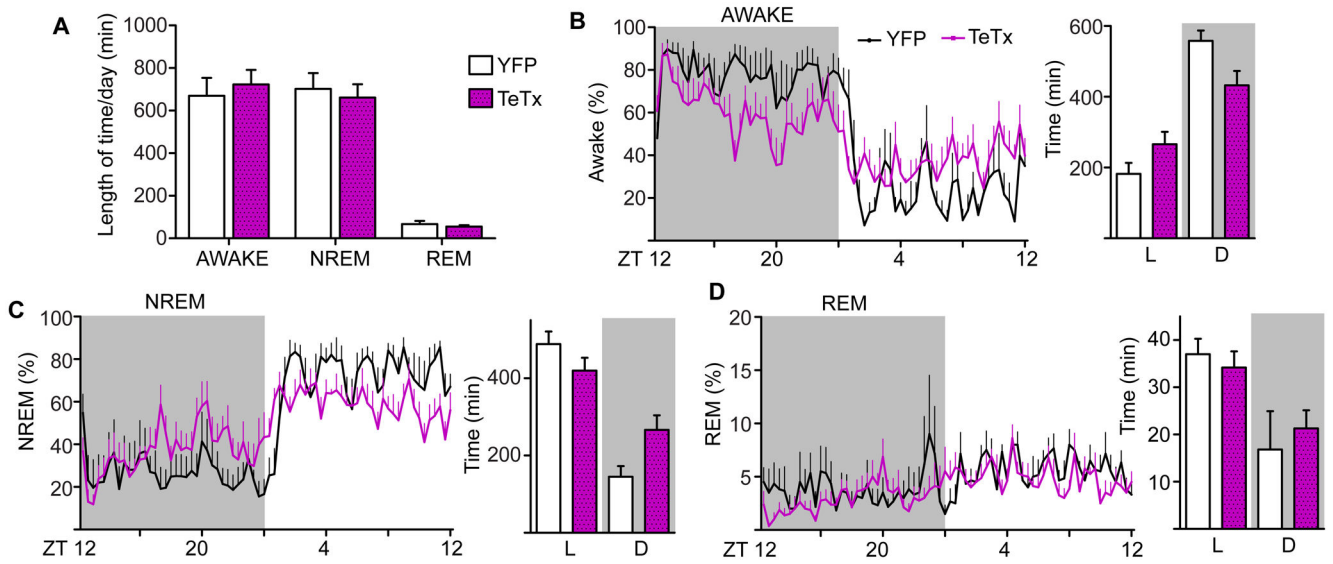 A
Length of time/day (min)
1000
800
600
400
200
0
AWAKE NREM REM
YFP
TeTx
B
AWAKE
YFP TeTx
Awake (%)
100
80
60
40
20
ZT 12 20 4 12
Time (min)
600
400
200
L D
C
NREM
NREM (%)
100
80
60
40
20
ZT 12 20 4 12
Time (min)
400
200
L D
D
REM
REM (%)
20
15
10
5
ZT 12 20 4 12
Time (min)
40
30
20
10
L D